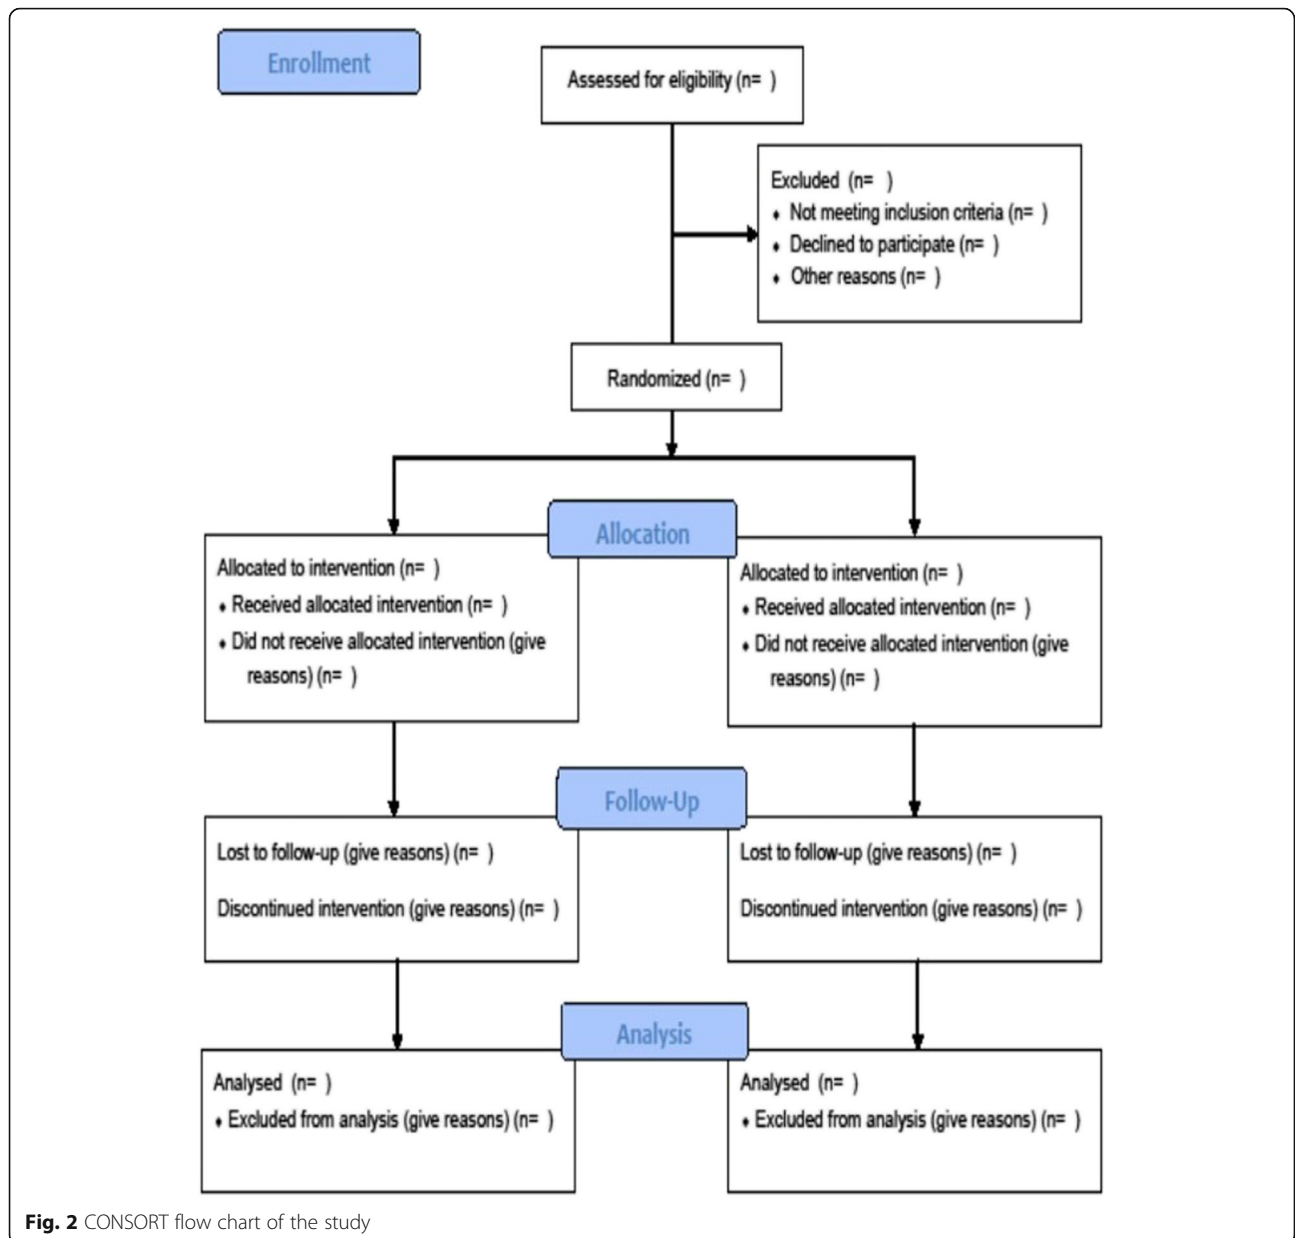 Enrollment
Assessed for eligibility (n= )
Excluded (n= )
♦ Not meeting inclusion criteria (n= )
♦ Declined to participate (n= )
♦ Other reasons (n= )
Randomized (n= )
Allocation
Allocated to intervention (n= )
♦ Received allocated intervention (n= )
♦ Did not receive allocated intervention (give
reasons) (n= )
Allocated to intervention (n= )
♦ Received allocated intervention (n= )
♦ Did not receive allocated intervention (give
reasons) (n= )
Follow-Up
Lost to follow-up (give reasons) (n= )
Discontinued intervention (give reasons) (n= )
Lost to follow-up (give reasons) (n= )
Discontinued intervention (give reasons) (n= )
Analysis
Analysed (n= )
♦ Excluded from analysis (give reasons) (n= )
Analysed (n= )
♦ Excluded from analysis (give reasons) (n= )
Fig. 2 CONSORT flow chart of the study